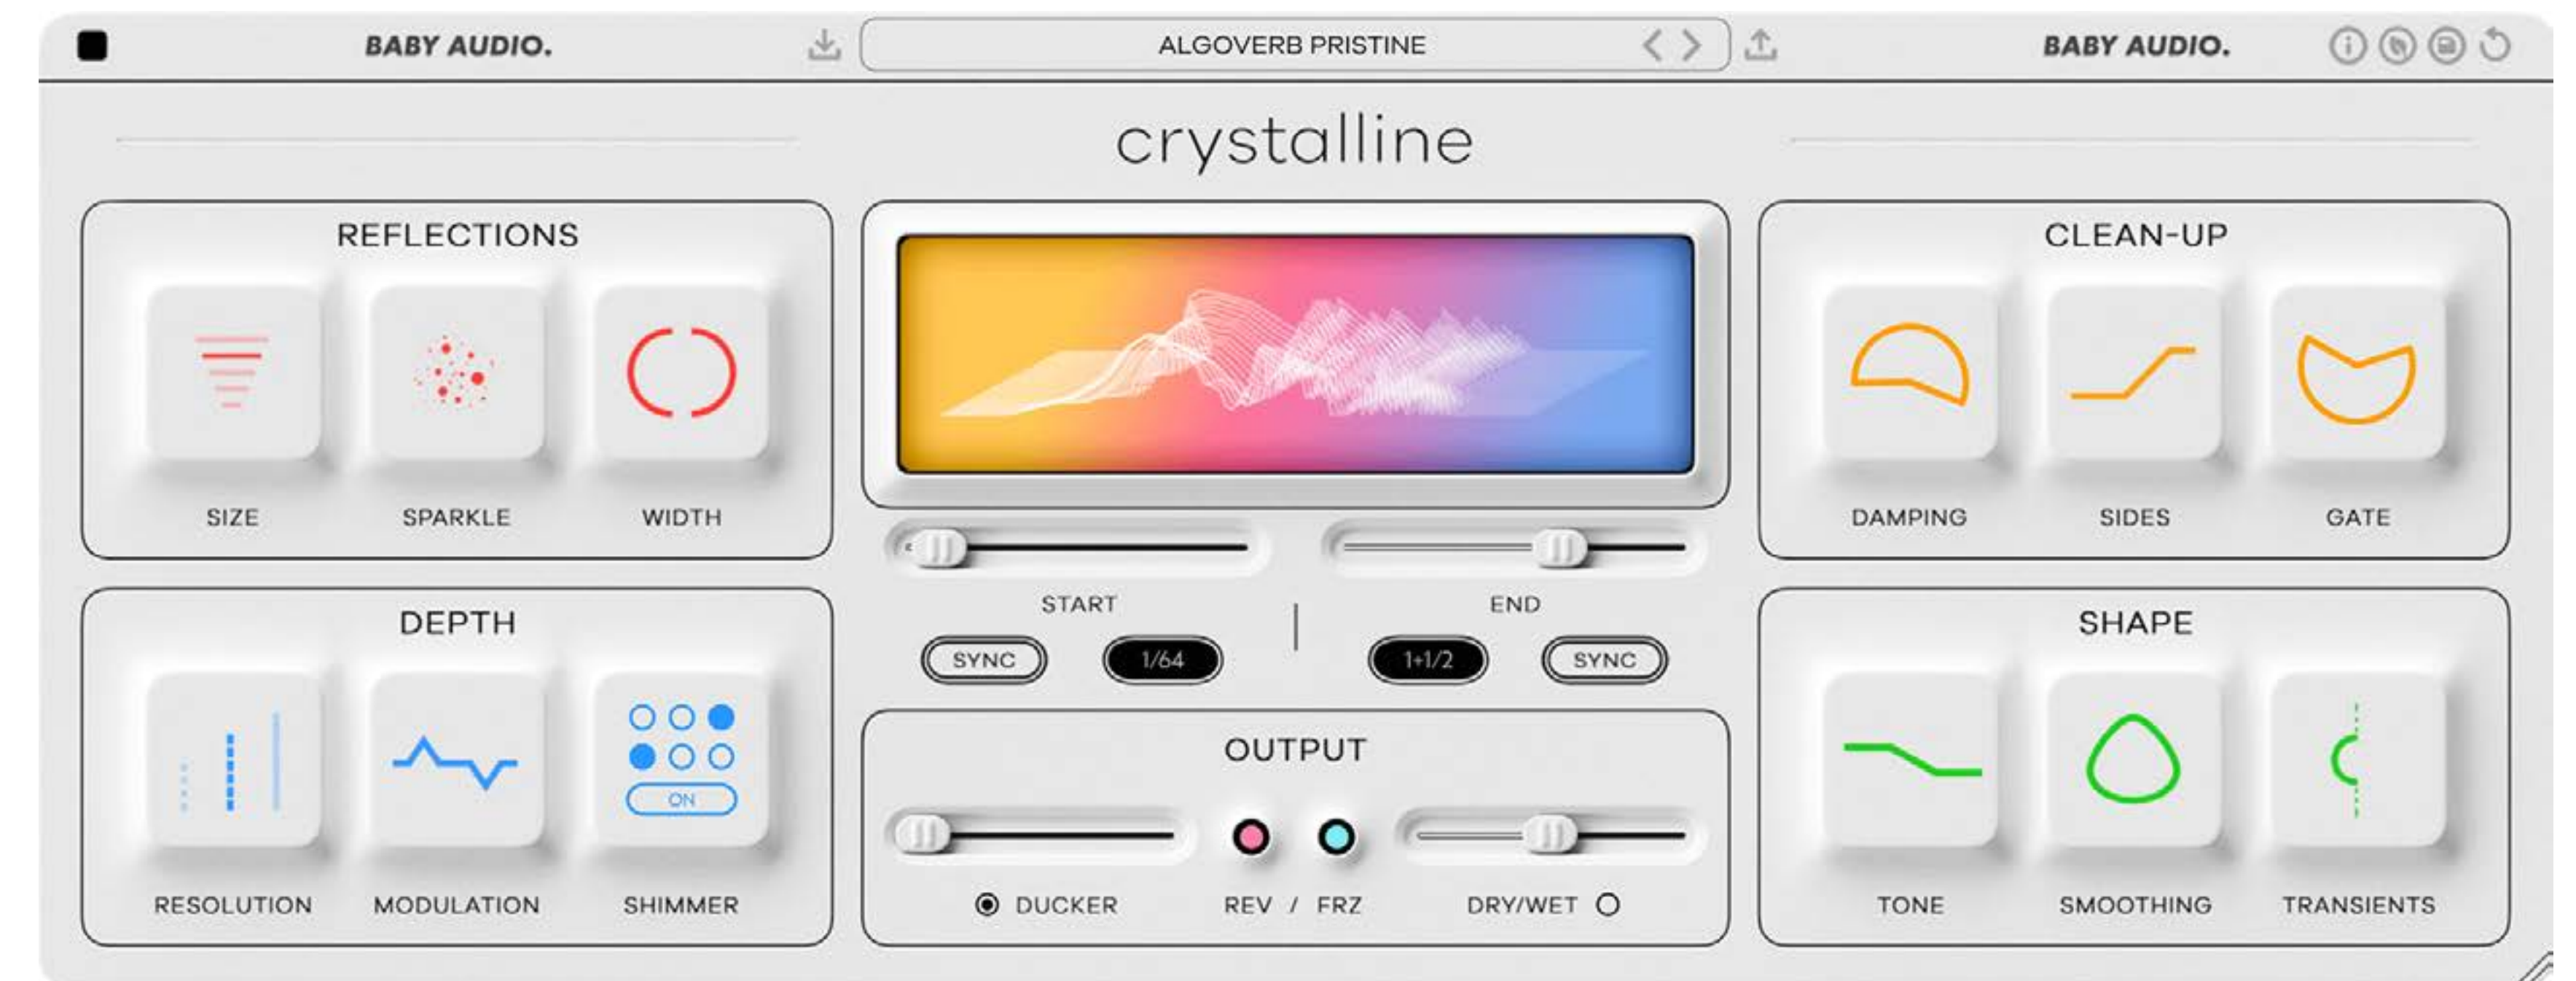 BABY AUDIO.
ALGOVERB PRISTINE
BABY AUDIO.
crystalline
REFLECTIONS
SIZE SPARKLE WIDTH
DEPTH
ON
RESOLUTION MODULATION SHIMMER
START END
SYNC 1/64 1+1/2 SYNC
OUTPUT
DUCKER REV / FRZ DRY/WET
CLEAN-UP
DAMPING SIDES GATE
SHAPE
TONE SMOOTHING TRANSIENTS